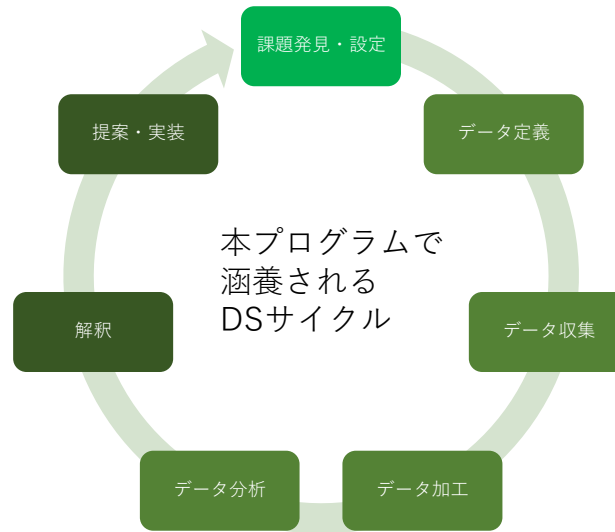 課題発見・設定
データ定義
データ収集
データ加工
データ分析
解釈
提案・実装
本プログラムで
涵養される
DSサイクル